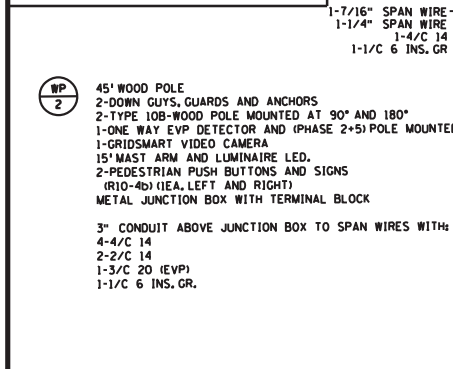 1-7/16" SPAN WIRE-
1-1/4" SPAN WIRE
1-4/C 14
1-1/C 6 INS. GR
WP
2
45' WOOD POLE
2-DOWN GUYS, GUARDS AND ANCHORS
2-TYPE 10B-WOOD POLE MOUNTED AT 90° AND 180°
1-ONE WAY EVP DETECTOR AND (PHASE 2+5) POLE MOUNTE
1-GRIDSMART VIDEO CAMERA
15' MAST ARM AND LUMINAIRE LED.
2-PEDESTRIAN PUSH BUTTONS AND SIGNS
(R10-4b) (1EA. LEFT AND RIGHT)
METAL JUNCTION BOX WITH TERMINAL BLOCK
3" CONDUIT ABOVE JUNCTION BOX TO SPAN WIRES WITH:
4-4/C 14
2-2/C 14
1-3/C 20 (EVP)
1-1/C 6 INS. GR.